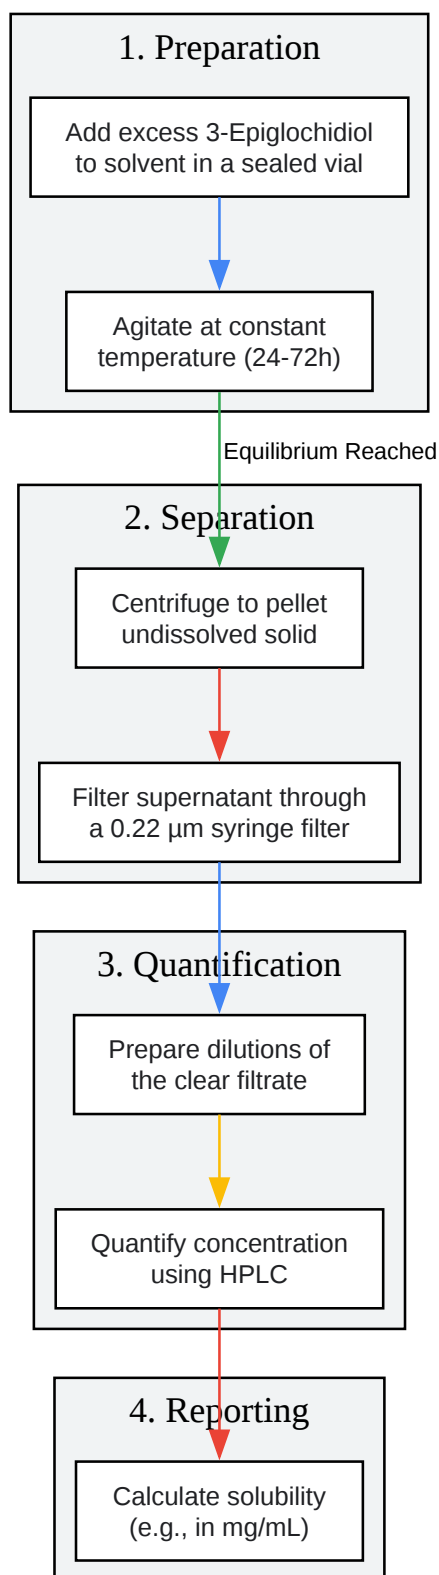 1. Preparation
Add excess 3-Epiglochidiol
to solvent in a sealed vial
Agitate at constant
temperature (24-72h)
Equilibrium Reached
2. Separation
Centrifuge to pellet
undissolved solid
Filter supernatant through
a 0.22 µm syringe filter
3. Quantification
Prepare dilutions of
the clear filtrate
Quantify concentration
using HPLC
4. Reporting
Calculate solubility
(e.g., in mg/mL)